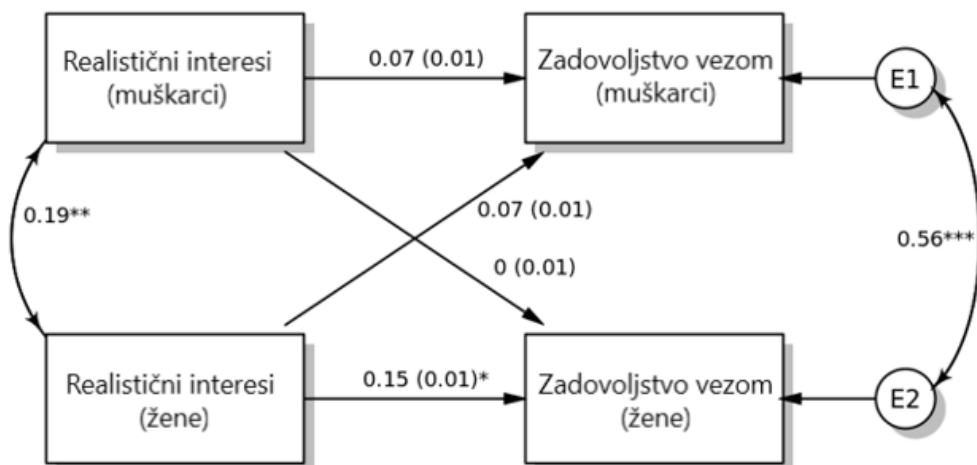 Realistični interesi
(muškarci)
0.07 (0.01)
Zadovoljstvo vezom
(muškarci)
E1
0.19**
0.07 (0.01)
0 (0.01)
0.56***
Realistični interesi
(žene)
0.15 (0.01)*
Zadovoljstvo vezom
(žene)
E2